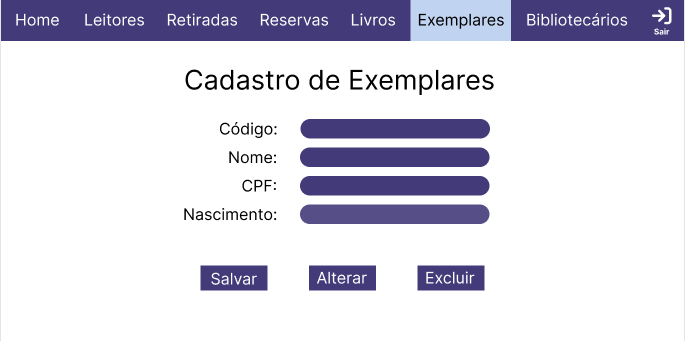 Home Leitores Retiradas Reservas Livros Exemplares Bibliotecários Sair
Cadastro de Exemplares
Código:
Nome:
CPF:
Nascimento:
Salvar Alterar Excluir